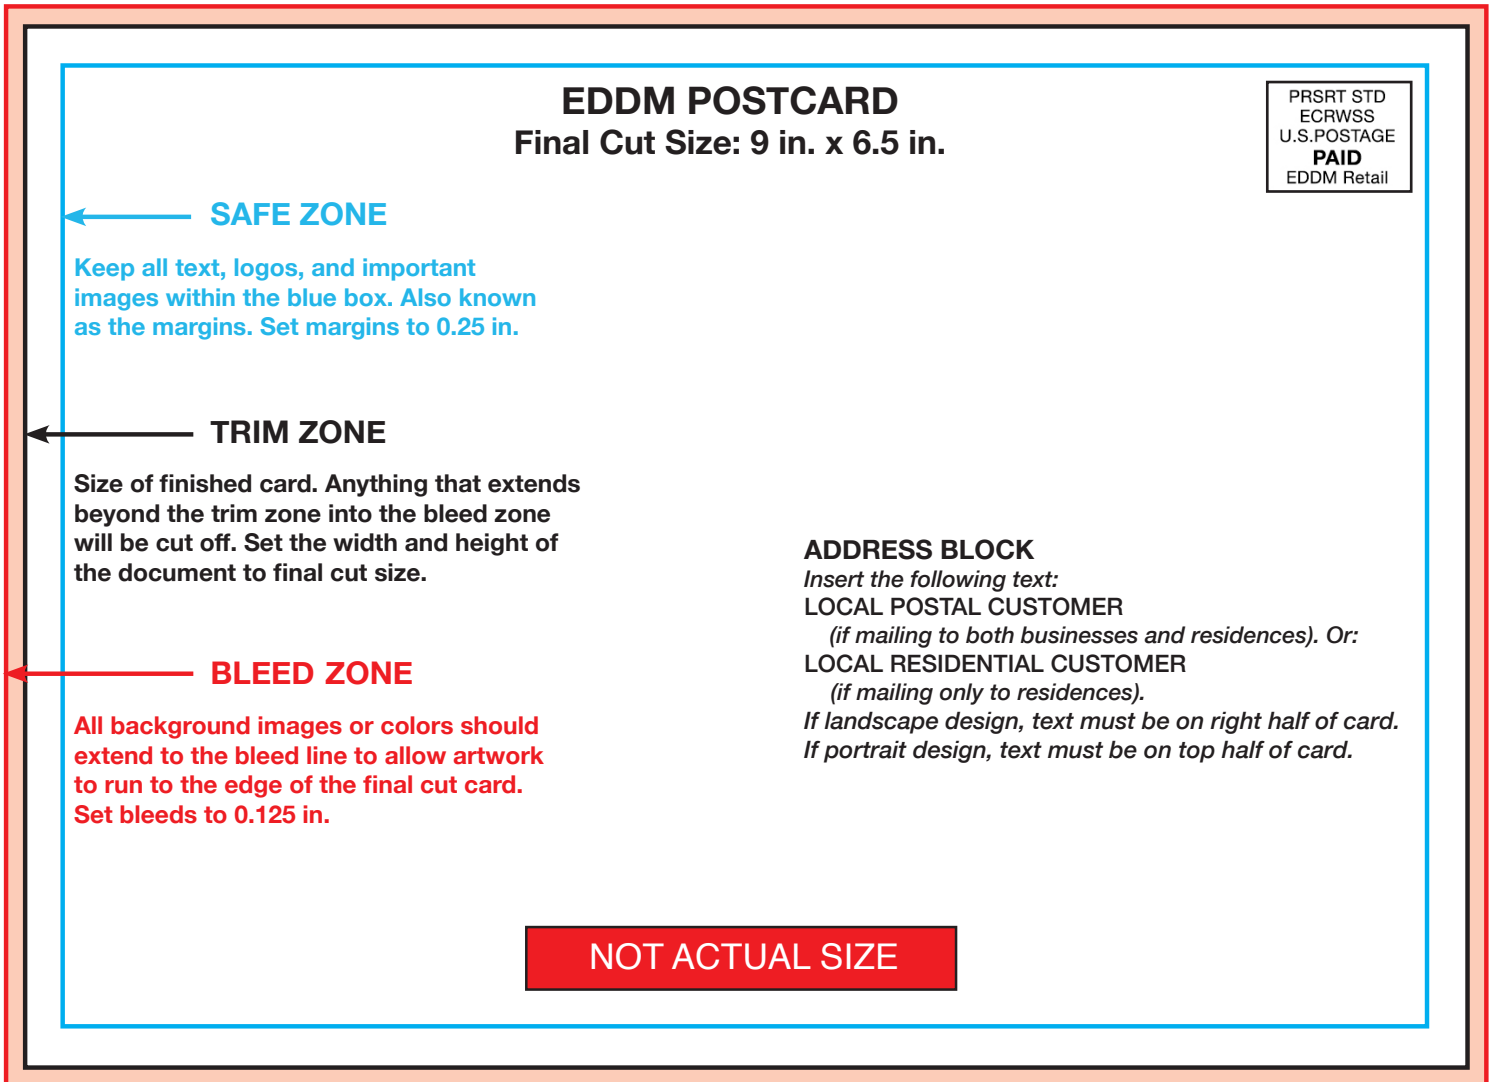 EDDM POSTCARD
Final Cut Size: 9 in. x 6.5 in.
PRSRT STD
ECRWSS
U.S.POSTAGE
PAID
EDDM Retail
SAFE ZONE
Keep all text, logos, and important
images within the blue box. Also known
as the margins. Set margins to 0.25 in.
TRIM ZONE
Size of finished card. Anything that extends
beyond the trim zone into the bleed zone
will be cut off. Set the width and height of
the document to final cut size.
BLEED ZONE
All background images or colors should
extend to the bleed line to allow artwork
to run to the edge of the final cut card.
Set bleeds to 0.125 in.
ADDRESS BLOCK
Insert the following text:
LOCAL POSTAL CUSTOMER
(if mailing to both businesses and residences). Or:
LOCAL RESIDENTIAL CUSTOMER
(if mailing only to residences).
If landscape design, text must be on right half of card.
If portrait design, text must be on top half of card.
NOT ACTUAL SIZE